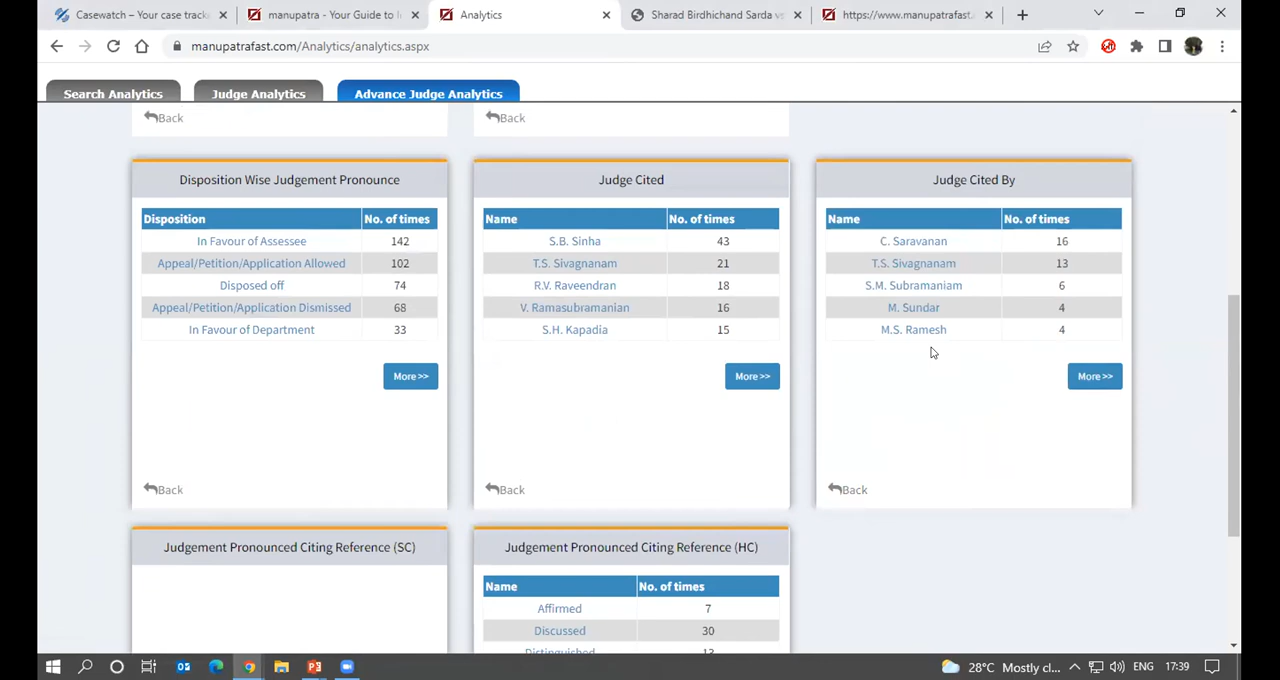 Casewatch – Your case track
manupatra - Your Guide to I
Analytics
Sharad Birdhichand Sarda vs
https://www.manupatrafast.
manupatrafast.com/Analytics/analytics.aspx
Search Analytics
Judge Analytics
Advance Judge Analytics
Back
Back
Disposition Wise Judgement Pronounce
Disposition No. of times
In Favour of Assessee 142
Appeal/Petition/Application Allowed 102
Disposed off 74
Appeal/Petition/Application Dismissed 68
In Favour of Department 33
More >>
Back
Judge Cited
Name No. of times
S.B. Sinha 43
T.S. Sivagnanam 21
R.V. Raveendran 18
V. Ramasubramanian 16
S.H. Kapadia 15
More >>
Back
Judge Cited By
Name No. of times
C. Saravanan 16
T.S. Sivagnanam 13
S.M. Subramaniam 6
M. Sundar 4
M.S. Ramesh 4
More >>
Back
Judgement Pronounced Citing Reference (SC)
Judgement Pronounced Citing Reference (HC)
Name No. of times
Affirmed 7
Discussed 30
Distinguished 13
28°C Mostly cl... ENG 17:39